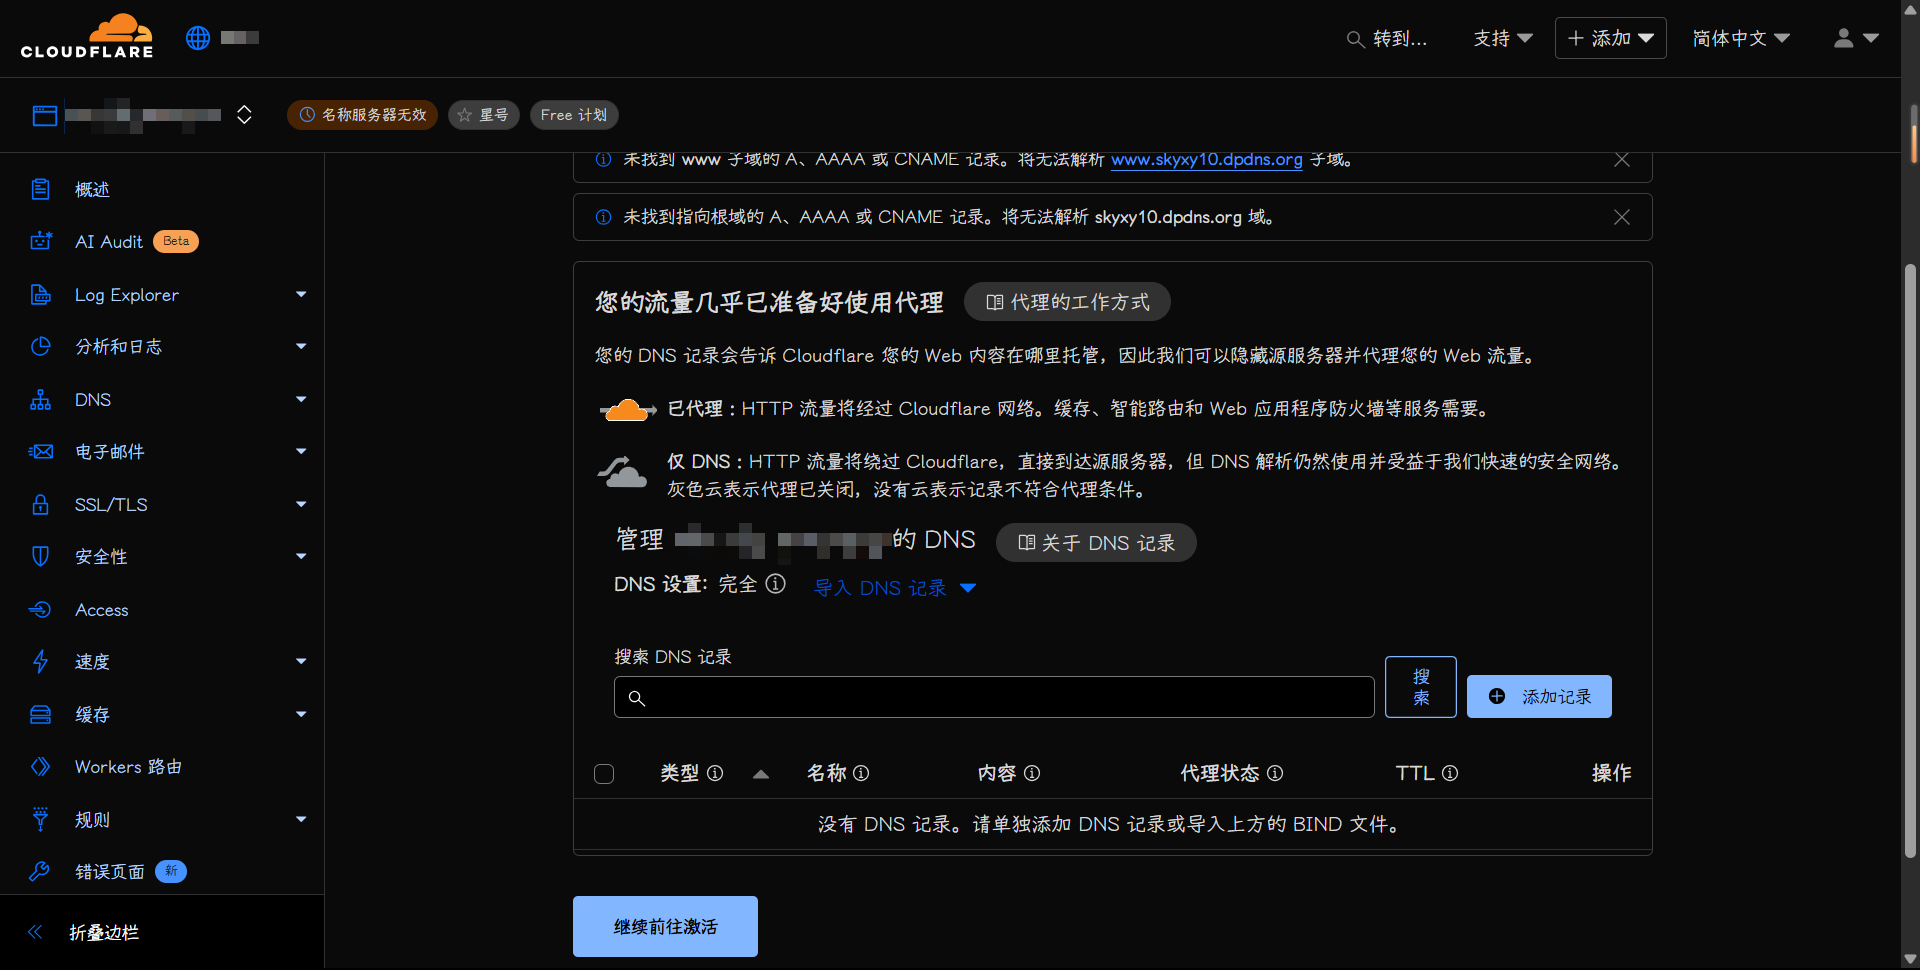 CLOUDFLARE
转到...
支持
添加
简体中文
名称服务器无效
星号
Free 计划
未找到 www 子域的 A、AAAA 或 CNAME 记录。将无法解析 www.skyxy10.dpdns.org 子域。
未找到指向根域的 A、AAAA 或 CNAME 记录。将无法解析 skyxy10.dpdns.org 域。
概述
AI Audit Beta
Log Explorer
分析和日志
DNS
电子邮件
SSL/TLS
安全性
Access
速度
缓存
Workers 路由
规则
错误页面 新
折叠边栏
您的流量几乎已准备好使用代理
代理的工作方式
您的 DNS 记录会告诉 Cloudflare 您的 Web 内容在哪里托管，因此我们可以隐藏源服务器并代理您的 Web 流量。
已代理：HTTP 流量将经过 Cloudflare 网络。缓存、智能路由和 Web 应用程序防火墙等服务需要。
仅 DNS：HTTP 流量将绕过 Cloudflare，直接到达源服务器，但 DNS 解析仍然使用并受益于我们快速的安全网络。
灰色云表示代理已关闭，没有云表示记录不符合代理条件。
管理 的 DNS
关于 DNS 记录
DNS 设置: 完全
导入 DNS 记录
搜索 DNS 记录
搜
索
添加记录
类型 名称 内容 代理状态 TTL 操作
没有 DNS 记录。请单独添加 DNS 记录或导入上方的 BIND 文件。
继续前往激活